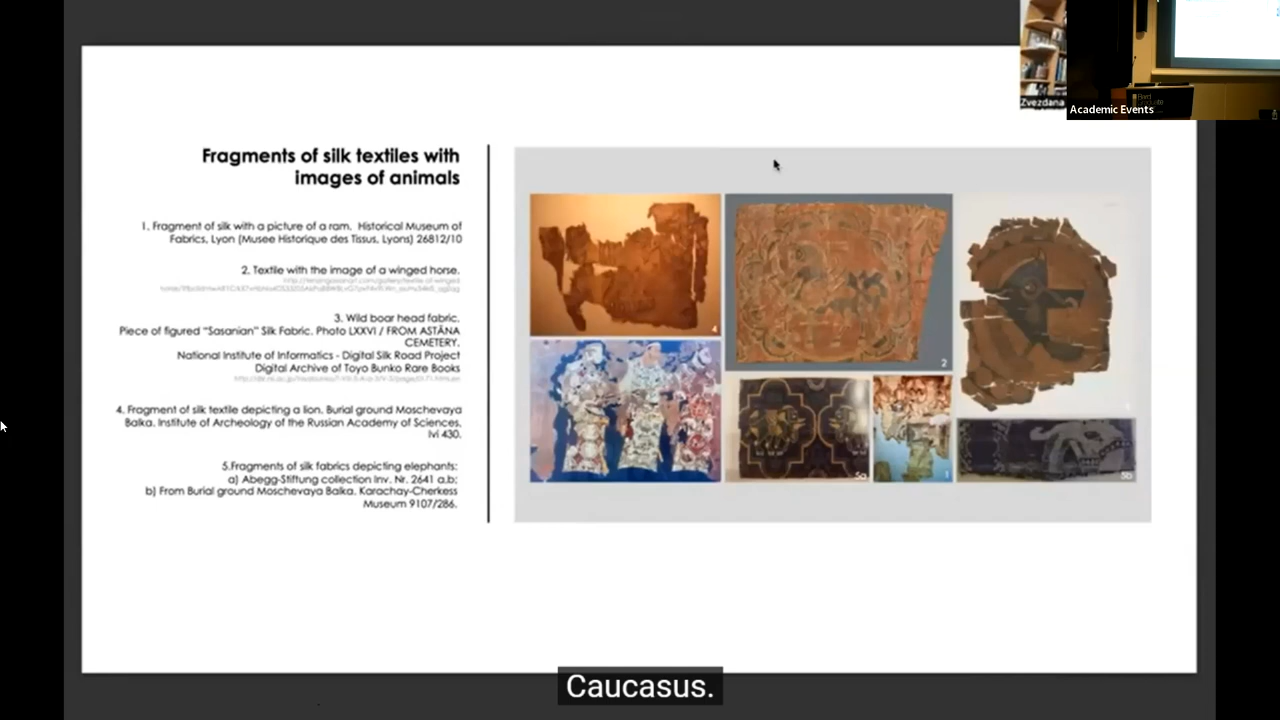 Zvezdana
Academic Events
Fragments of silk textiles with
images of animals
1. Fragment of silk with a picture of a ram. Historical Museum of
Fabrics, Lyon (Musee Historique des Tissus, Lyons) 26812/10
2. Textile with the image of a winged horse.
3. Wild boar head fabric.
Piece of figured "Sasanian" Silk Fabric. Photo LXXVI / FROM ASTĀNA
CEMETERY.
National Institute of Informatics - Digital Silk Road Project
Digital Archive of Toyo Bunko Rare Books
4. Fragment of silk textile depicting a lion. Burial ground Moschevaya
Balka. Institute of Archeology of the Russian Academy of Sciences,
Ivi 430.
5.Fragments of silk fabrics depicting elephants:
a) Abegg-Stiftung collection Inv. Nr. 2641 a,b;
b) From Burial ground Moschevaya Balka. Karachay-Cherkess
Museum 9107/286.
4
2
5a
1
5b
Caucasus.